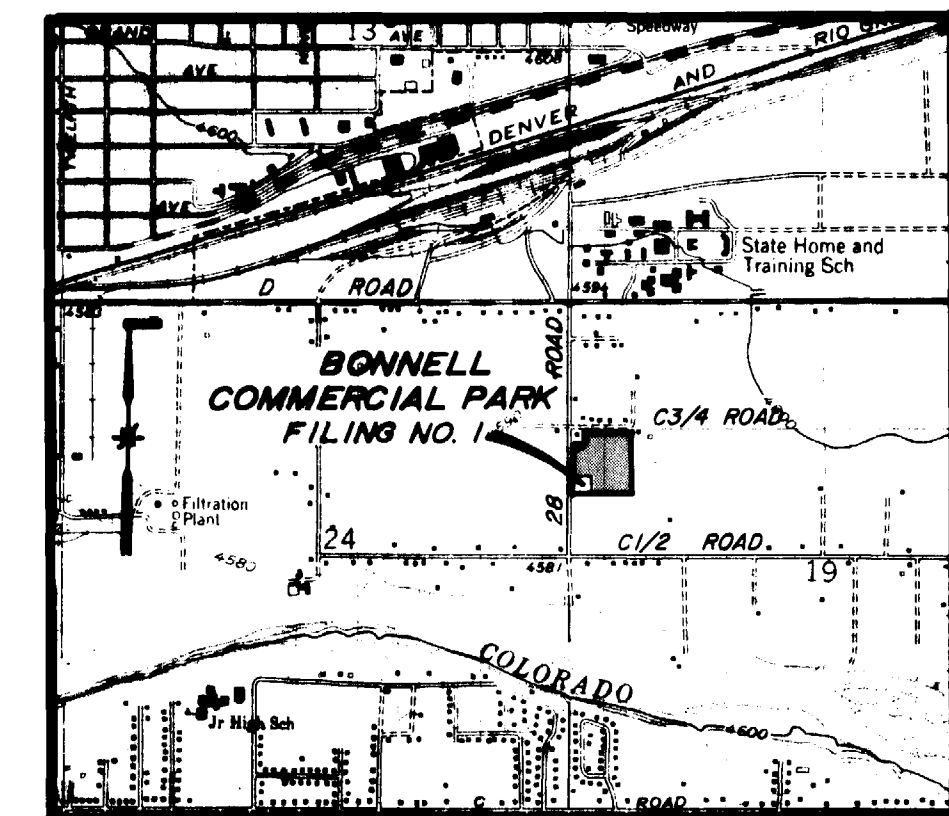 13 AVE
Speedway
4608
RIO
AVE
AND
4600
DENVER
AVE
State Home and
Training Sch
D ROAD
4594
4583
ROAD
BONNELL
COMMERCIAL PARK
FILING NO. 1
C3/4 ROAD
28
Filtration
Plant
24
C1/2 ROAD
4581
19
4580
COLORADO
Jr High Sch
4600
C ROAD